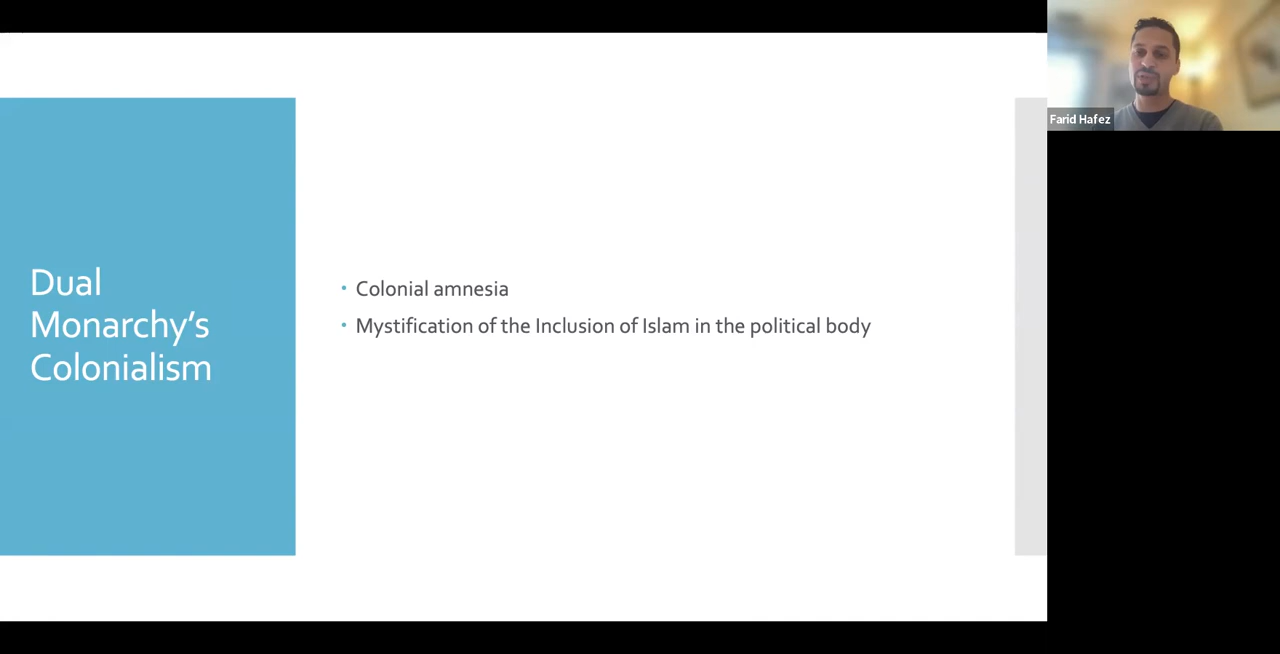 Dual
Monarchy's
Colonialism
• Colonial amnesia
• Mystification of the Inclusion of Islam in the political body
Farid Hafez